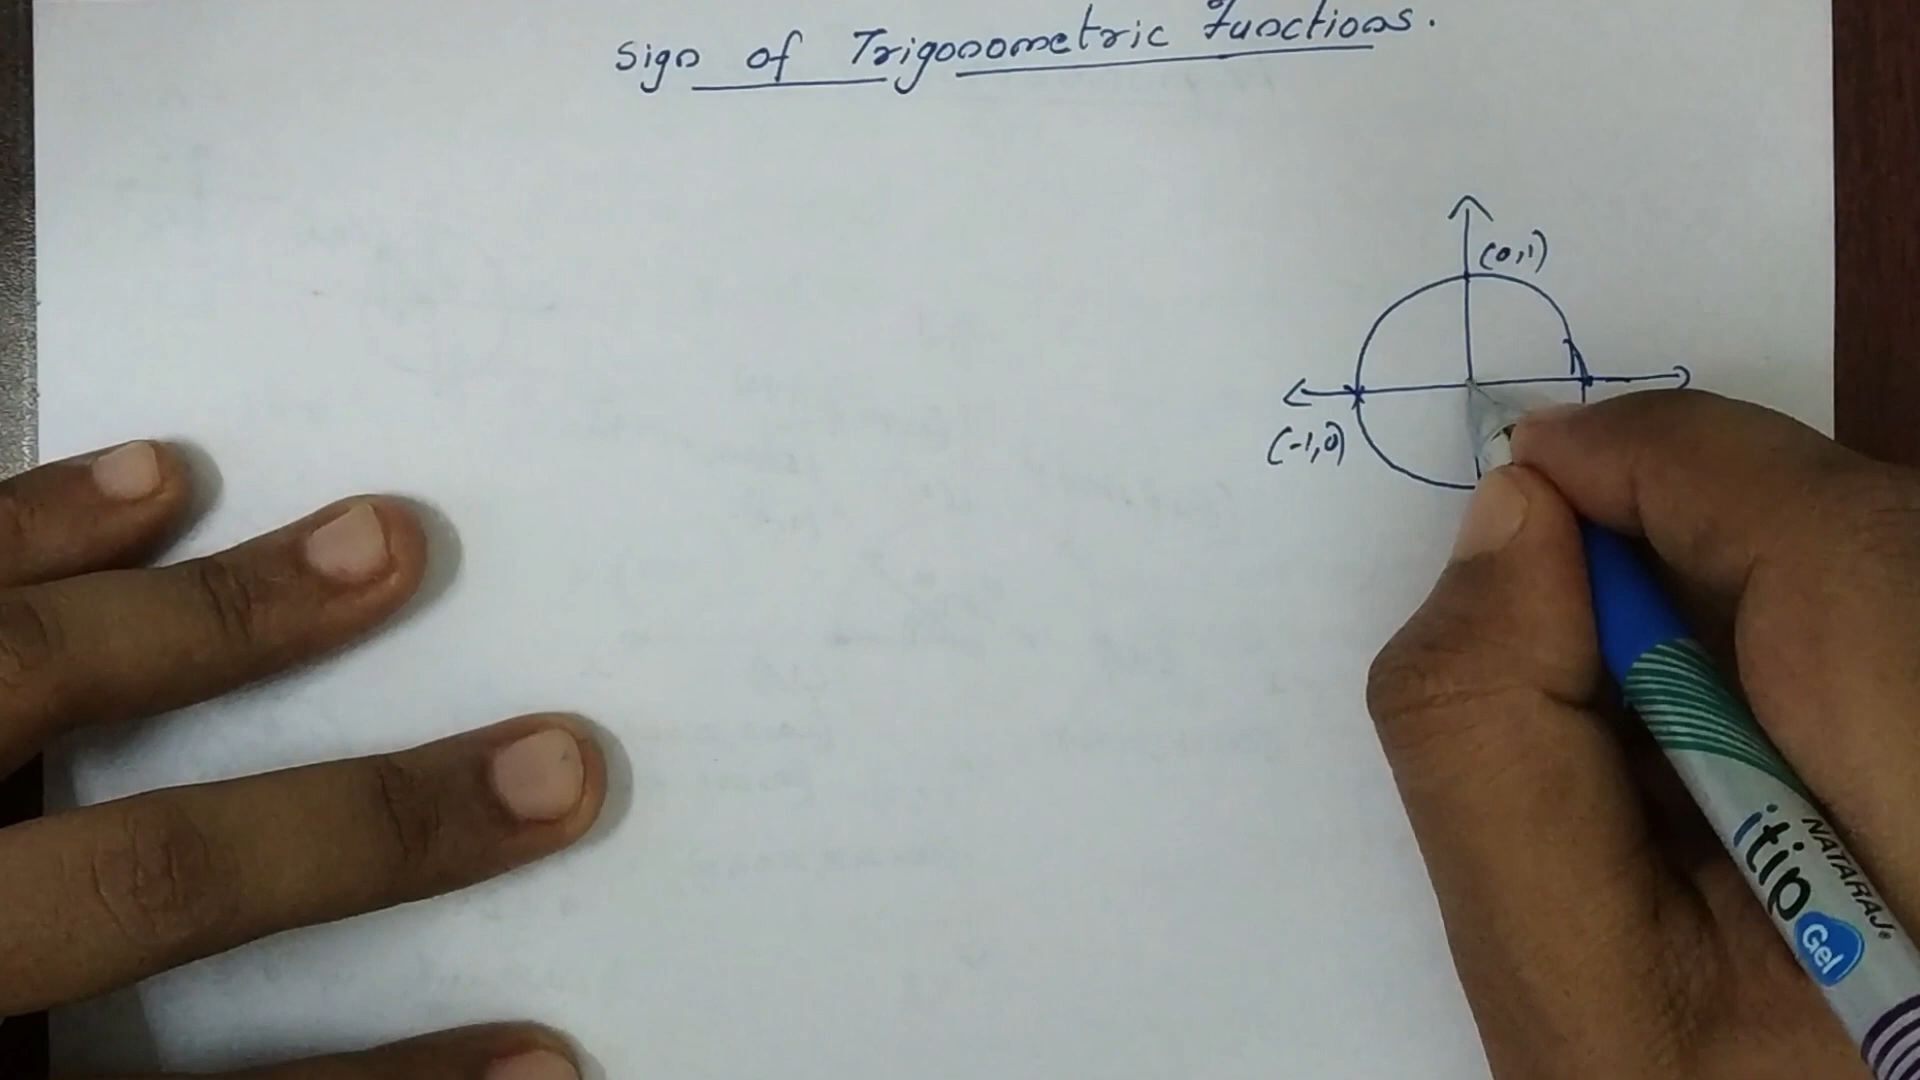 Sign of Trigonometric Functions.
(0,1)
(-1,0)
NATARAJ
itip
Gel